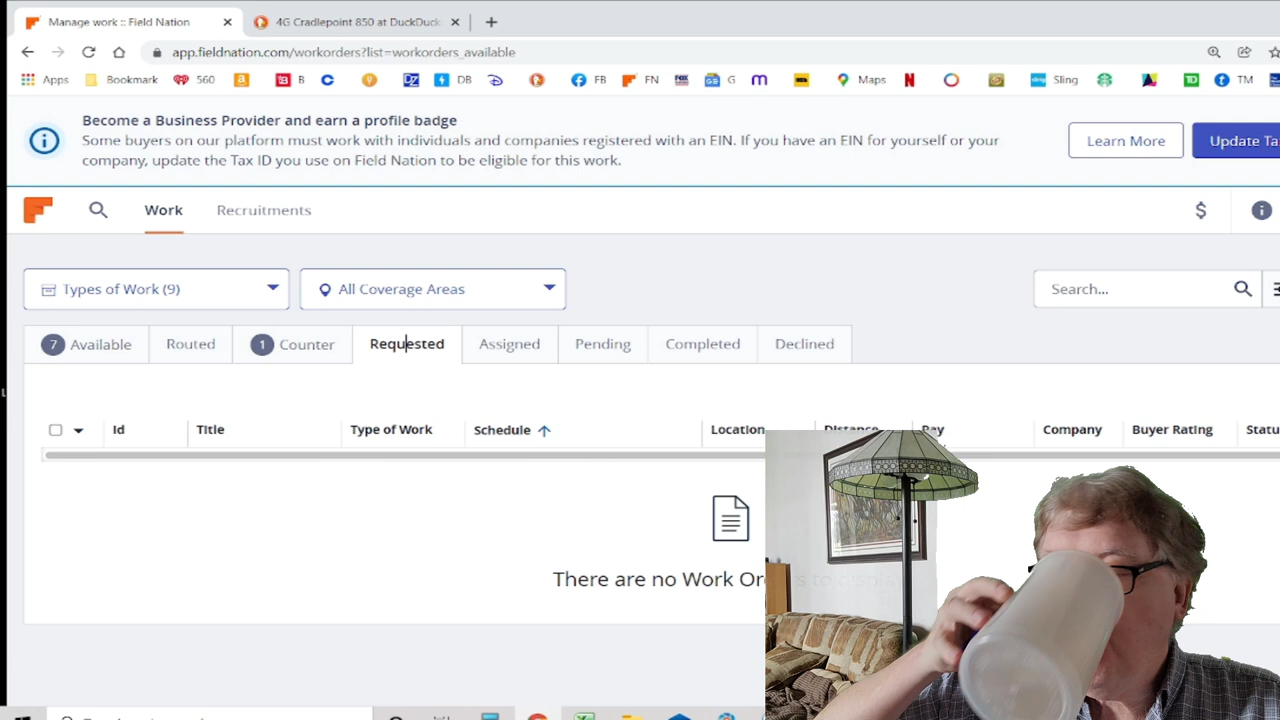 Manage work :: Field Nation
4G Cradlepoint 850 at DuckDuck
app.fieldnation.com/workorders?list=workorders_available
Apps Bookmark 560 B DB FB FN G Maps Sling TM
Become a Business Provider and earn a profile badge
Some buyers on our platform must work with individuals and companies registered with an EIN. If you have an EIN for yourself or your
company, update the Tax ID you use on Field Nation to be eligible for this work.
Learn More
Update Ta
Work Recruitments $
Types of Work (9)
All Coverage Areas
Search...
7 Available Routed 1 Counter Requested Assigned Pending Completed Declined
Id Title Type of Work Schedule Location Distance Pay Company Buyer Rating Statu
There are no Work Orders to display